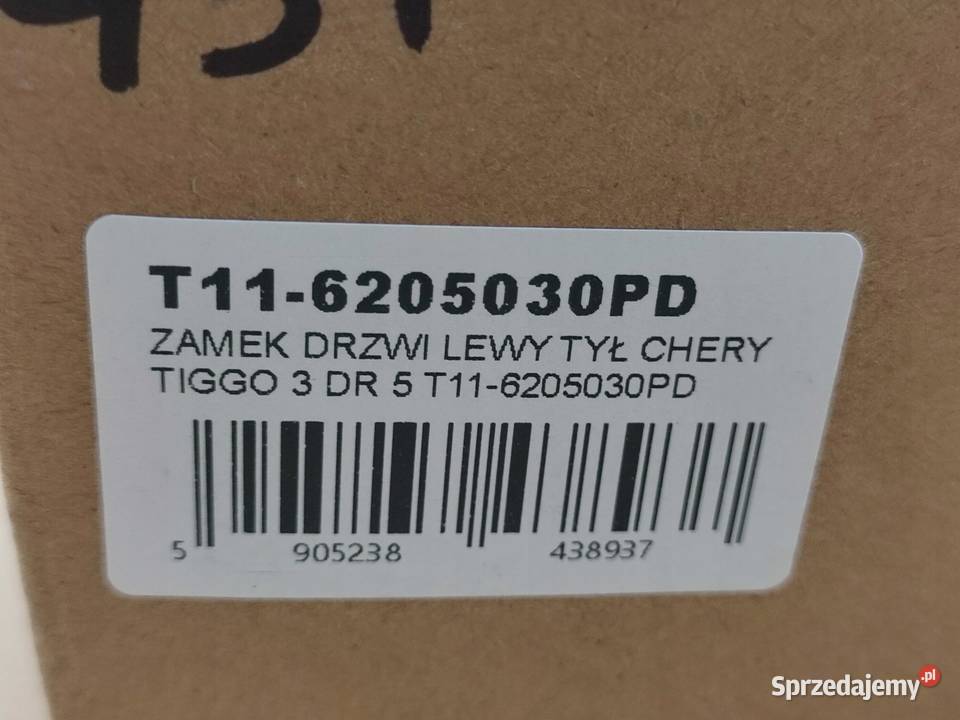 T11-6205030PD
ZAMEK DRZWI LEWY TYŁ CHERY
TIGGO 3 DR 5 T11-6205030PD
5 905238 438937
Sprzedajemy.pl